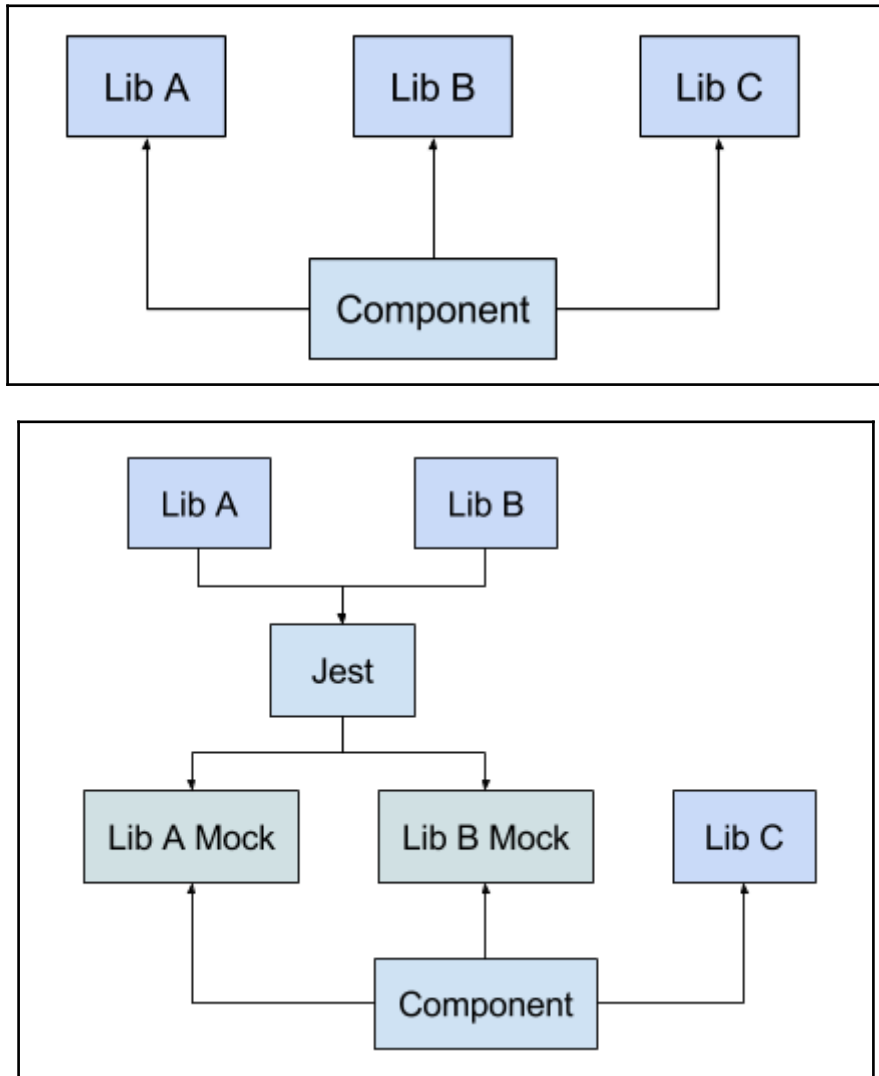 Lib A
Lib B
Lib C
Component
Lib A
Lib B
Jest
Lib A Mock
Lib B Mock
Lib C
Component